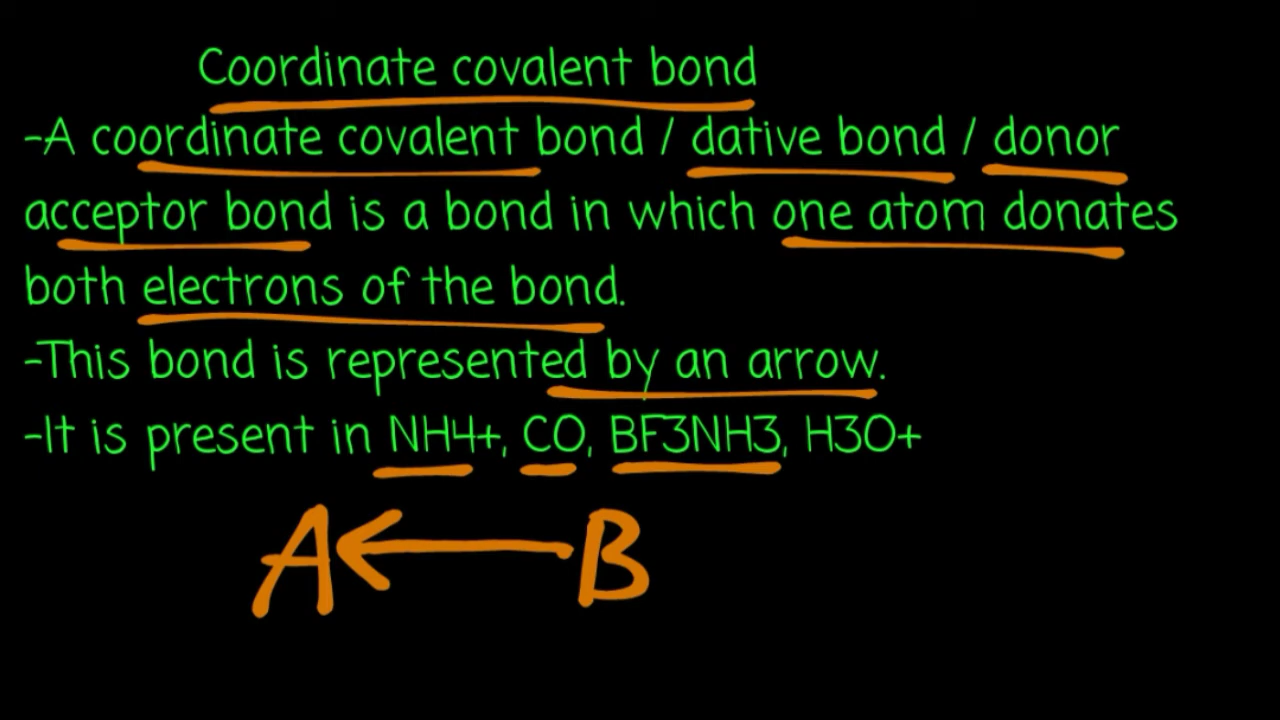 Coordinate covalent bond
-A coordinate covalent bond / dative bond / donor
acceptor bond is a bond in which one atom donates
both electrons of the bond.
-This bond is represented by an arrow.
-It is present in NH4+, CO, BF3NH3, H3O+
A ← B